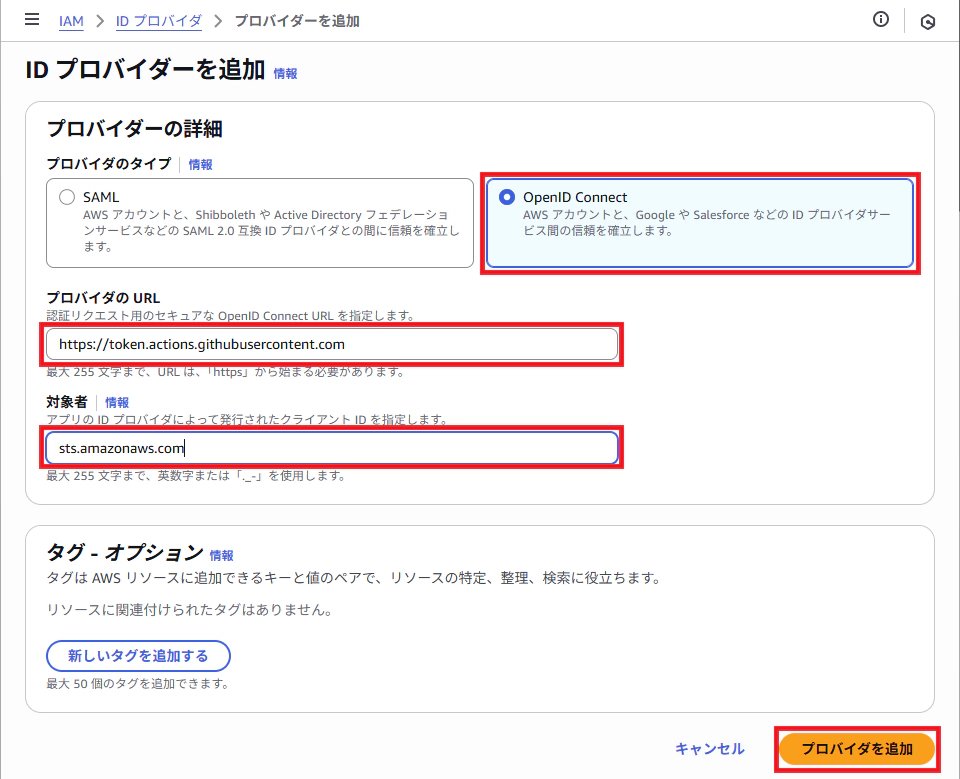 IAM > ID プロバイダ > プロバイダーを追加
ID プロバイダーを追加 情報
プロバイダーの詳細
プロバイダのタイプ | 情報
SAML
AWS アカウントと、Shibboleth や Active Directory フェデレーショ
ンサービスなどの SAML 2.0 互換 ID プロバイダとの間に信頼を確立し
ます。
OpenID Connect
AWS アカウントと、Google や Salesforce などの ID プロバイダサー
ビス間の信頼を確立します。
プロバイダの URL
認証リクエスト用のセキュアな OpenID Connect URL を指定します。
https://token.actions.githubusercontent.com
最大 255 文字まで、URL は、「https」から始まる必要があります。
対象者 | 情報
アプリの ID プロバイダによって発行されたクライアント ID を指定します。
sts.amazonaws.com
最大 255 文字まで、英数字または「._-」を使用します。
タグ - オプション 情報
タグは AWS リソースに追加できるキーと値のペアで、リソースの特定、整理、検索に役立ちます。
リソースに関連付けられたタグはありません。
新しいタグを追加する
最大 50 個のタグを追加できます。
キャンセル
プロバイダを追加